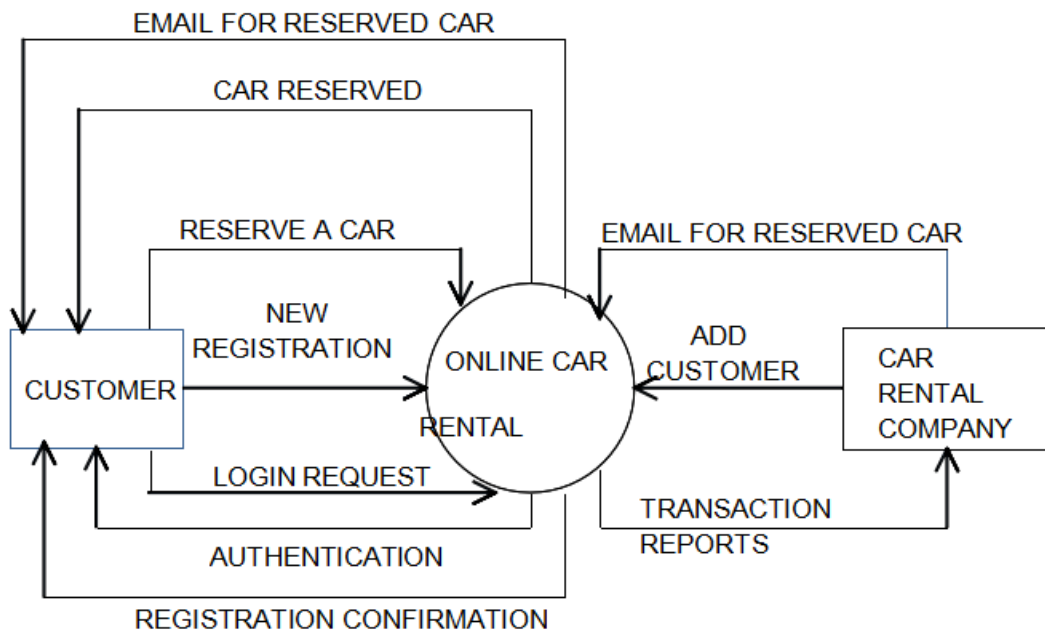 EMAIL FOR RESERVED CAR
CAR RESERVED
RESERVE A CAR
EMAIL FOR RESERVED CAR
NEW
REGISTRATION
ADD
CUSTOMER
CUSTOMER
ONLINE CAR
RENTAL
CAR
RENTAL
COMPANY
LOGIN REQUEST
TRANSACTION
REPORTS
AUTHENTICATION
REGISTRATION CONFIRMATION